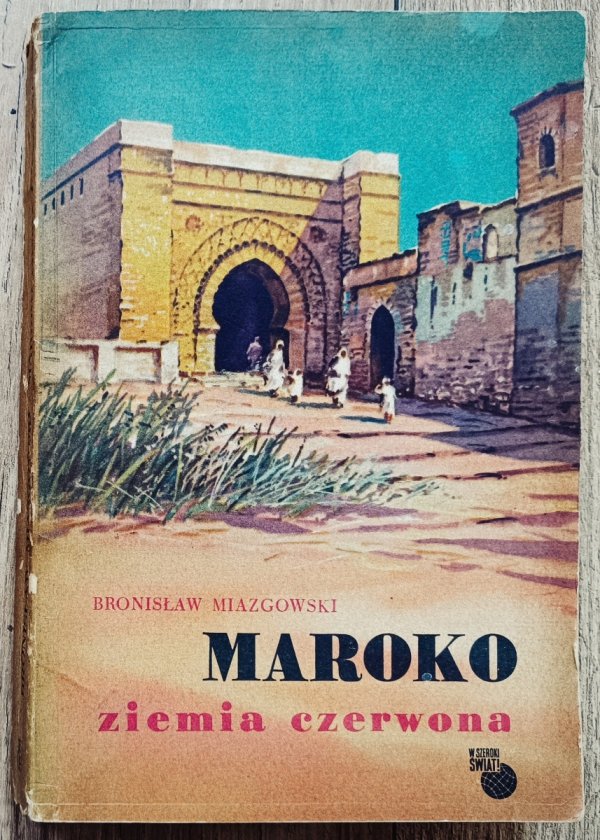 BRONISŁAW MIAZGOWSKI
MAROKO
ziemia czerwona
W SZEROKI
ŚWIAT!